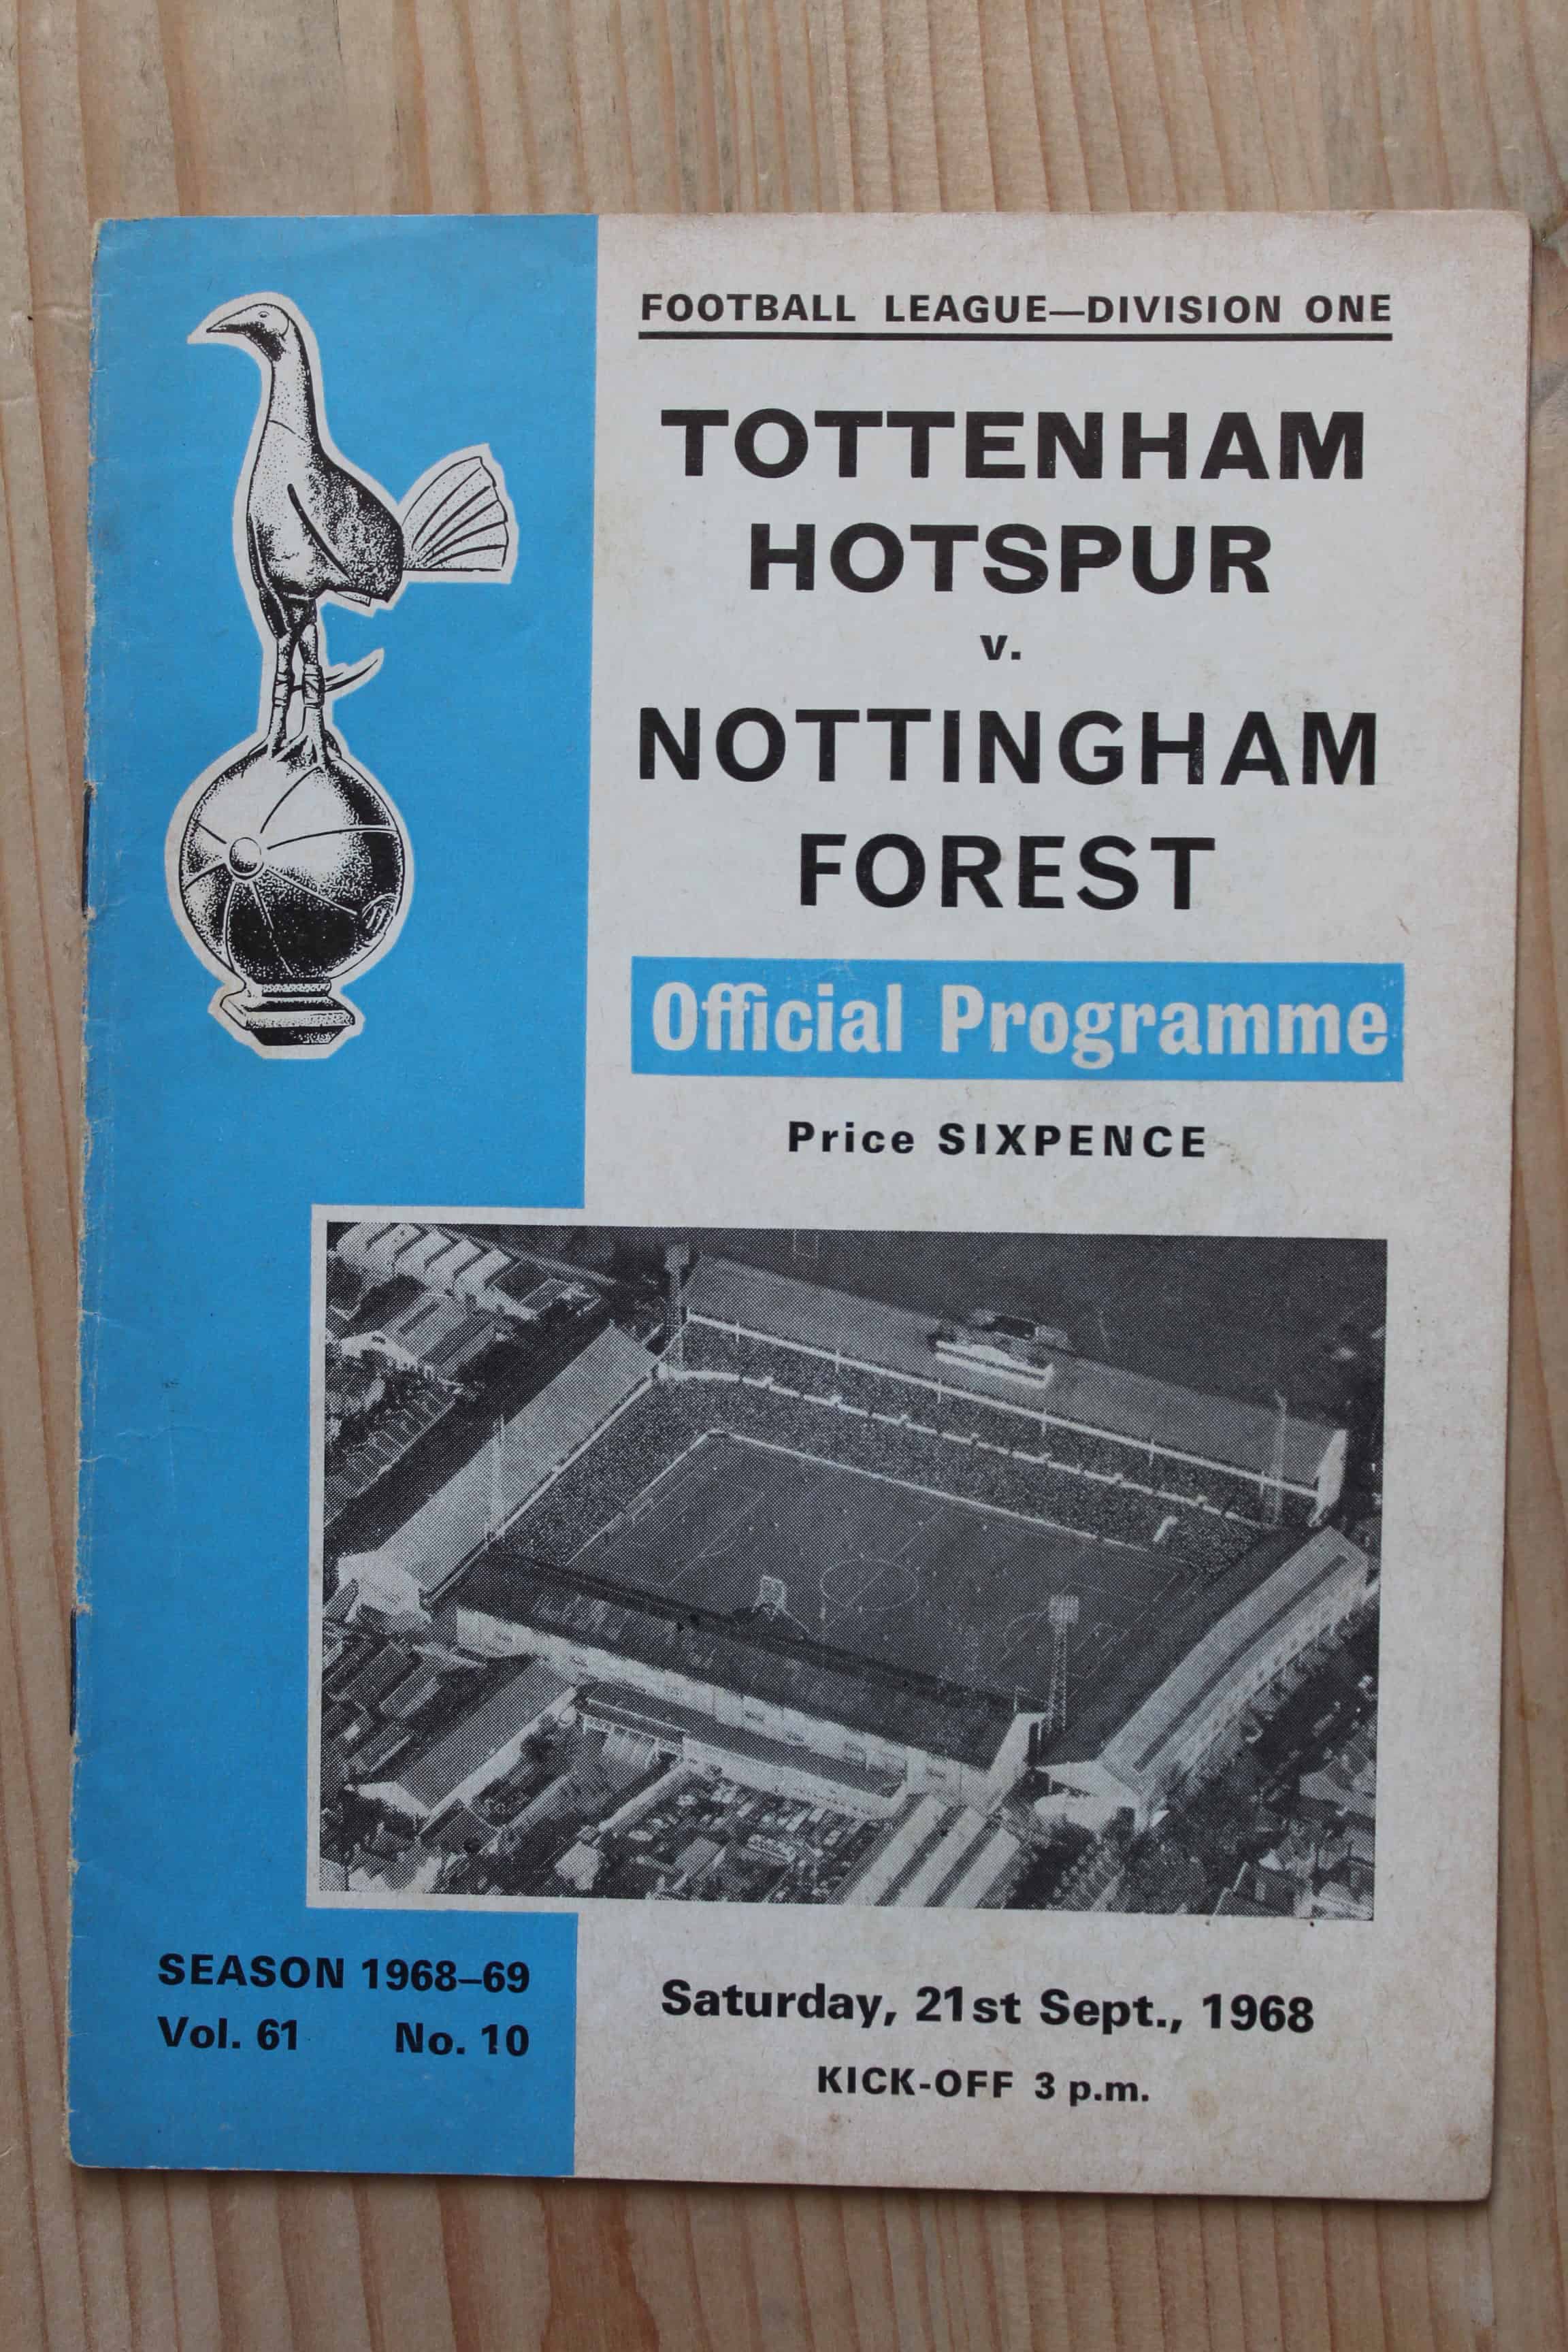 FOOTBALL LEAGUE—DIVISION ONE
TOTTENHAM
HOTSPUR
v.
NOTTINGHAM
FOREST
Official Programme
Price SIXPENCE
SEASON 1968–69
Vol. 61 No. 10
Saturday, 21st Sept., 1968
KICK-OFF 3 p.m.